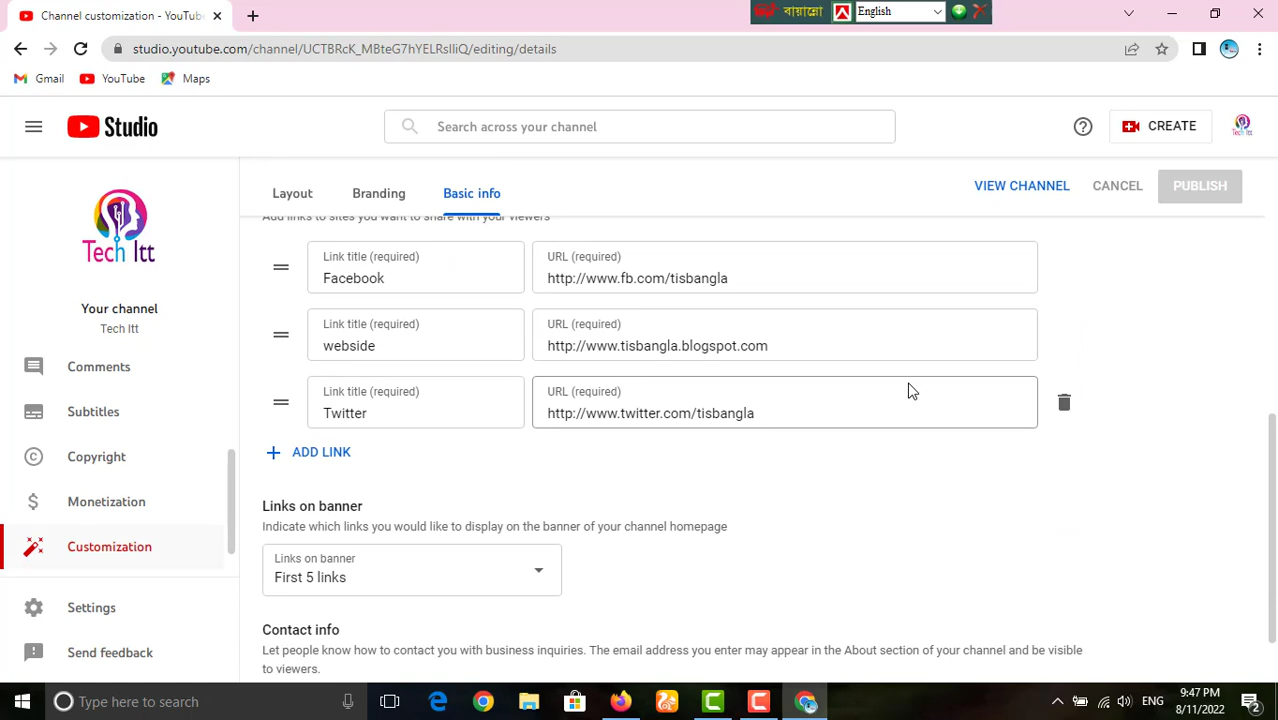 Channel customization - YouTu
বায়ান্নো
English
studio.youtube.com/channel/UCTBRcK_MBteG7hYELRsIliQ/editing/details
Gmail
YouTube
Maps
Studio
Search across your channel
CREATE
Tech Itt
Layout
Branding
Basic info
VIEW CHANNEL
CANCEL
PUBLISH
Add links to sites you want to share with your viewers
Tech Itt
Link title (required)
Facebook
URL (required)
http://www.fb.com/tisbangla
Your channel
Tech Itt
Link title (required)
webside
URL (required)
http://www.tisbangla.blogspot.com
Comments
Subtitles
Copyright
Monetization
Customization
Settings
Send feedback
Link title (required)
Twitter
URL (required)
http://www.twitter.com/tisbangla
ADD LINK
Links on banner
Indicate which links you would like to display on the banner of your channel homepage
Links on banner
First 5 links
Contact info
Let people know how to contact you with business inquiries. The email address you enter may appear in the About section of your channel and be visible
to viewers.
Type here to search
ENG
9:47 PM
8/11/2022
2